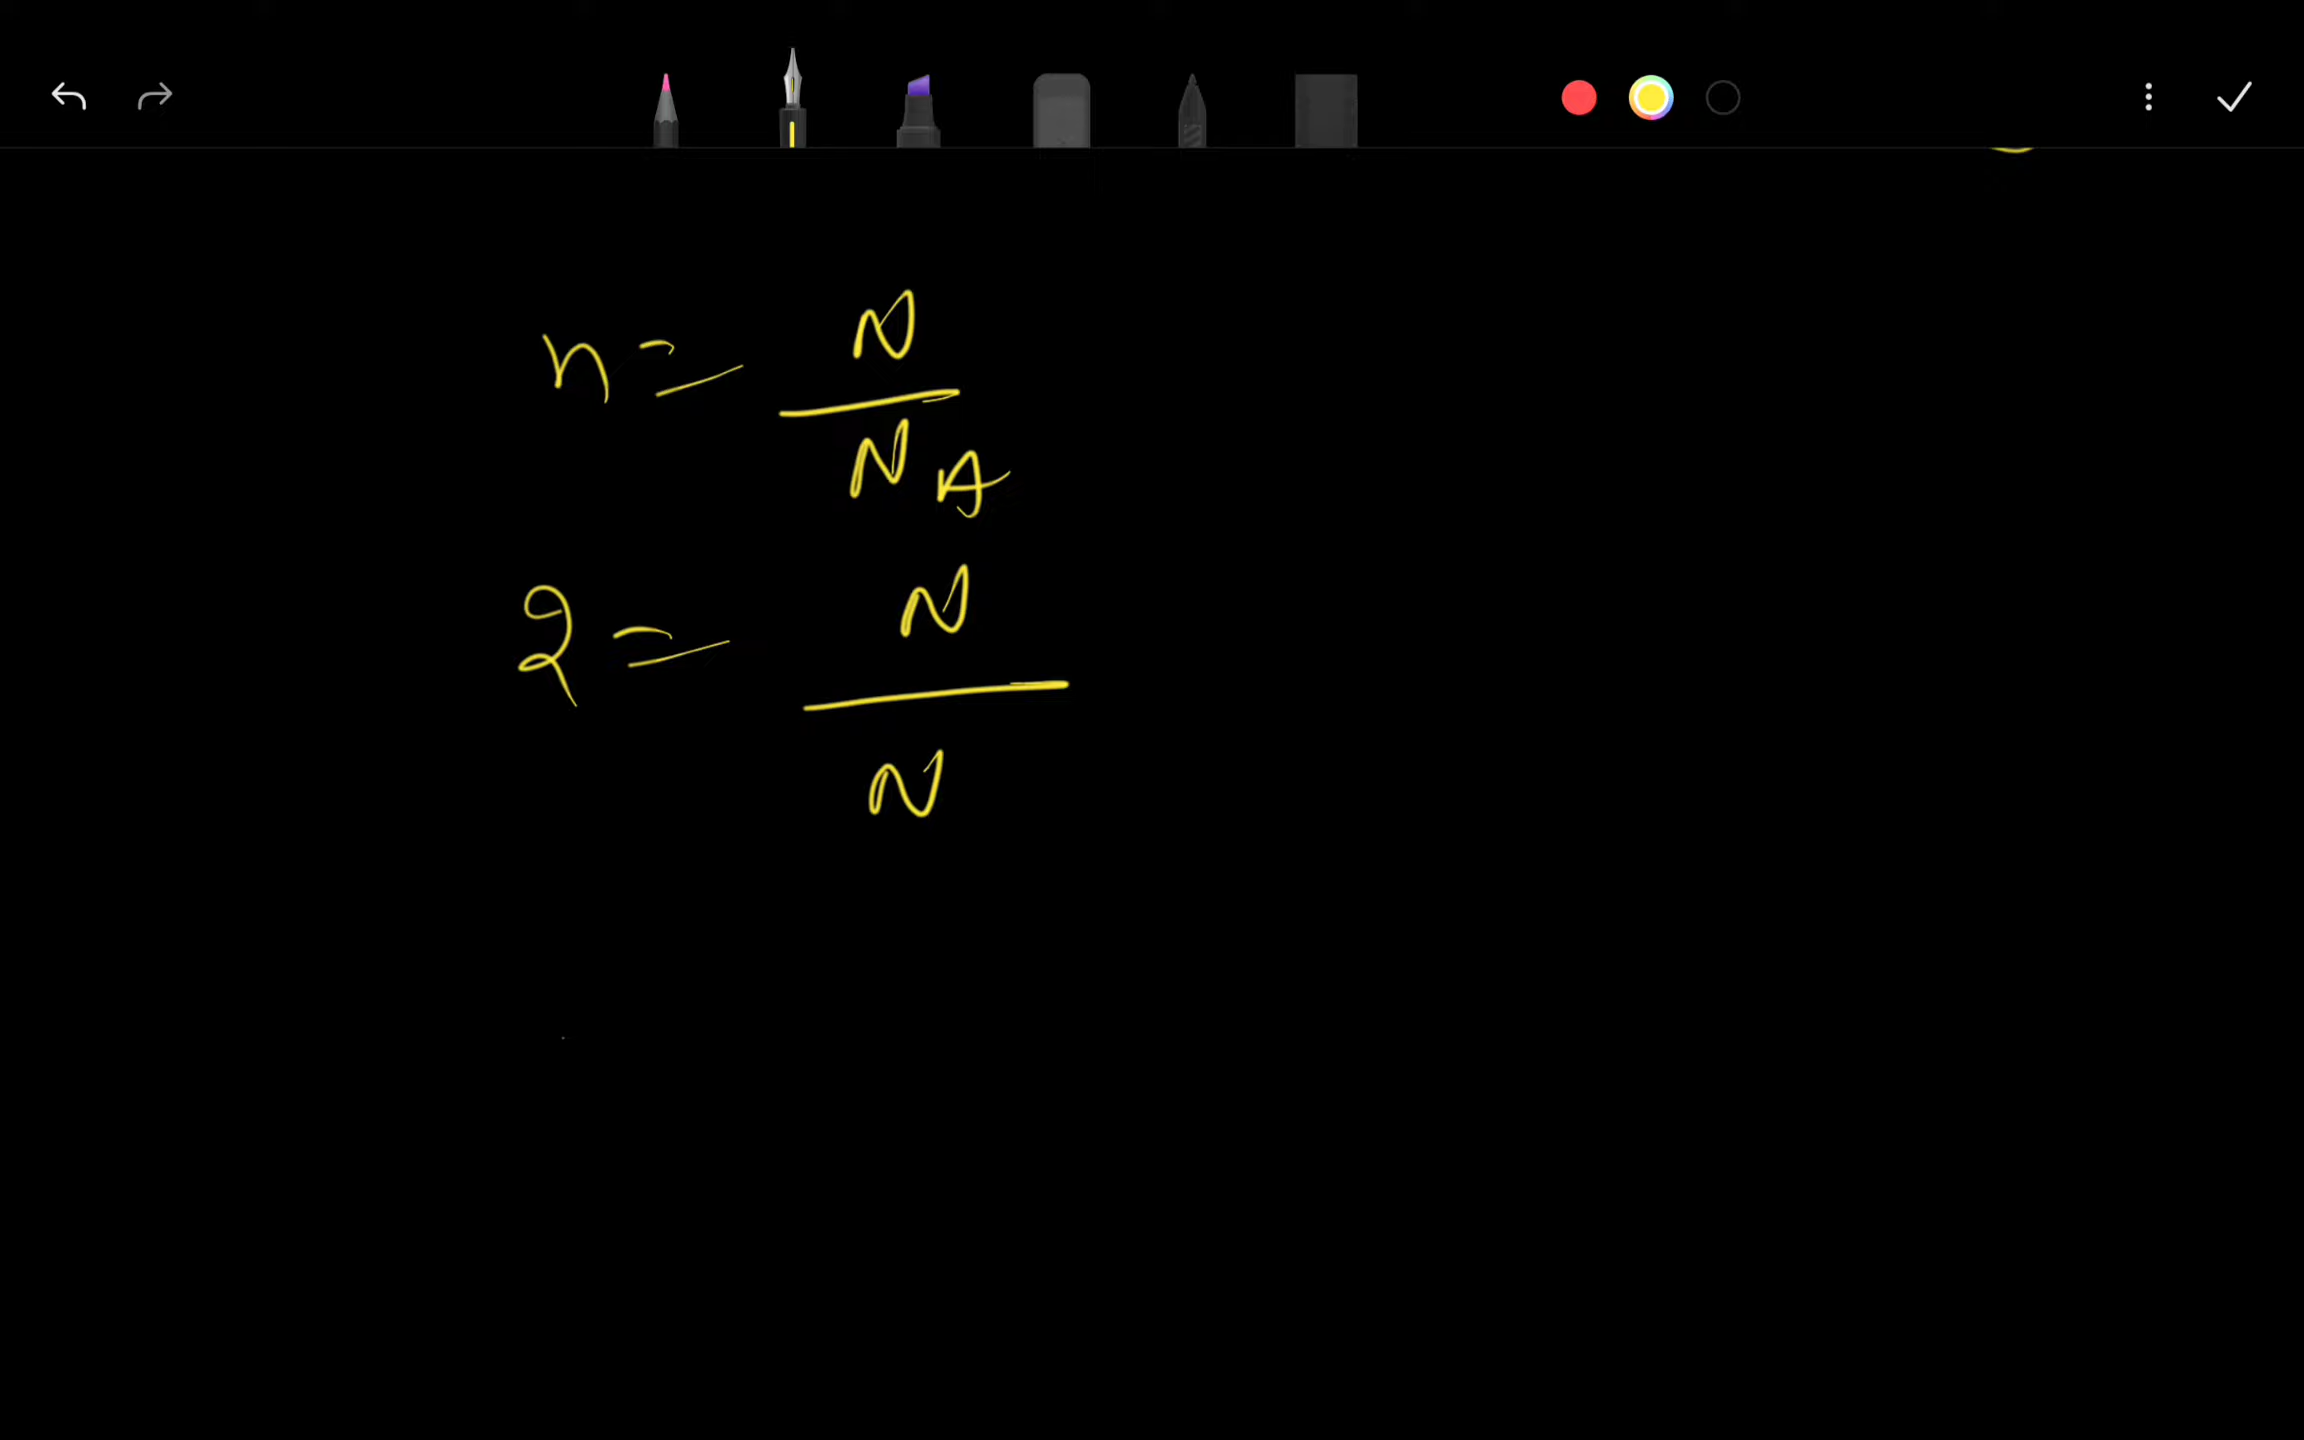 n = N / N_A
2 = N / N